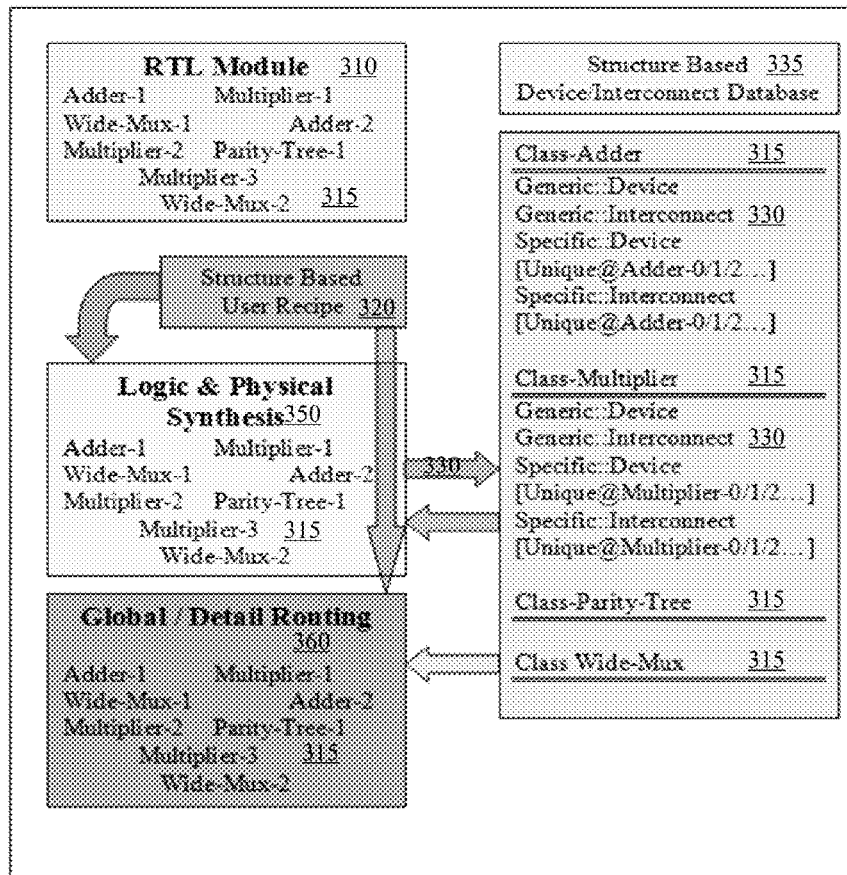 RTL Module 310
Adder-1 Multiplier-1
Wide-Mux-1 Adder-2
Multiplier-2 Parity-Tree-1
Multiplier-3
Wide-Mux-2 315
Structure Based
User Recipe 320
Logic & Physical
Synthesis 350
Adder-1 Multiplier-1
Wide-Mux-1 Adder-2
Multiplier-2 Parity-Tree-1
Multiplier-3 315
Wide-Mux-2
330
Global / Detail Routing
360
Adder-1 Multiplier-1
Wide-Mux-1 Adder-2
Multiplier-2 Parity-Tree-1
Multiplier-3 315
Wide-Mux-2
Structure Based 335
Device/Interconnect Database
Class-Adder 315
Generic::Device
Generic::Interconnect 330
Specific::Device
[Unique@Adder-0/1/2...]
Specific::Interconnect
[Unique@Adder-0/1/2...]
Class-Multiplier 315
Generic::Device
Generic::Interconnect 330
Specific::Device
[Unique@Multiplier-0/1/2...]
Specific::Interconnect
[Unique@Multiplier-0/1/2...]
Class-Parity-Tree 315
Class Wide-Mux 315